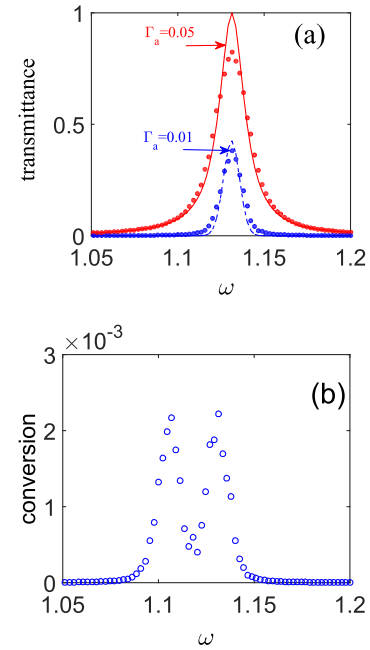 1
Γa=0.05
(a)
transmittance
0.5
Γa=0.01
0
1.05
1.1
1.15
1.2
ω
×10-3
3
(b)
2
conversion
1
0
1.05
1.1
1.15
1.2
ω